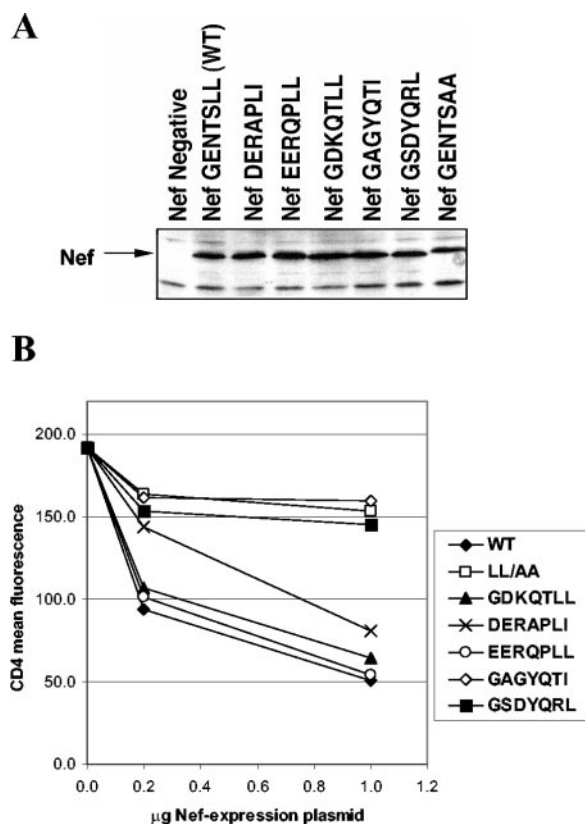 A
Nef Negative
Nef GENTSLL (WT)
Nef DERAPLI
Nef EERQPLL
Nef GDKQTLL
Nef GAGYQTI
Nef GSDYQRL
Nef GENTSAA
Nef
B
CD4 mean fluorescence
200.0
150.0
100.0
50.0
0.0
0.0 0.2 0.4 0.6 0.8 1.0 1.2
μg Nef-expression plasmid
WT
LL/AA
GDKQTLL
DERAPLI
EERQPLL
GAGYQTI
GSDYQRL